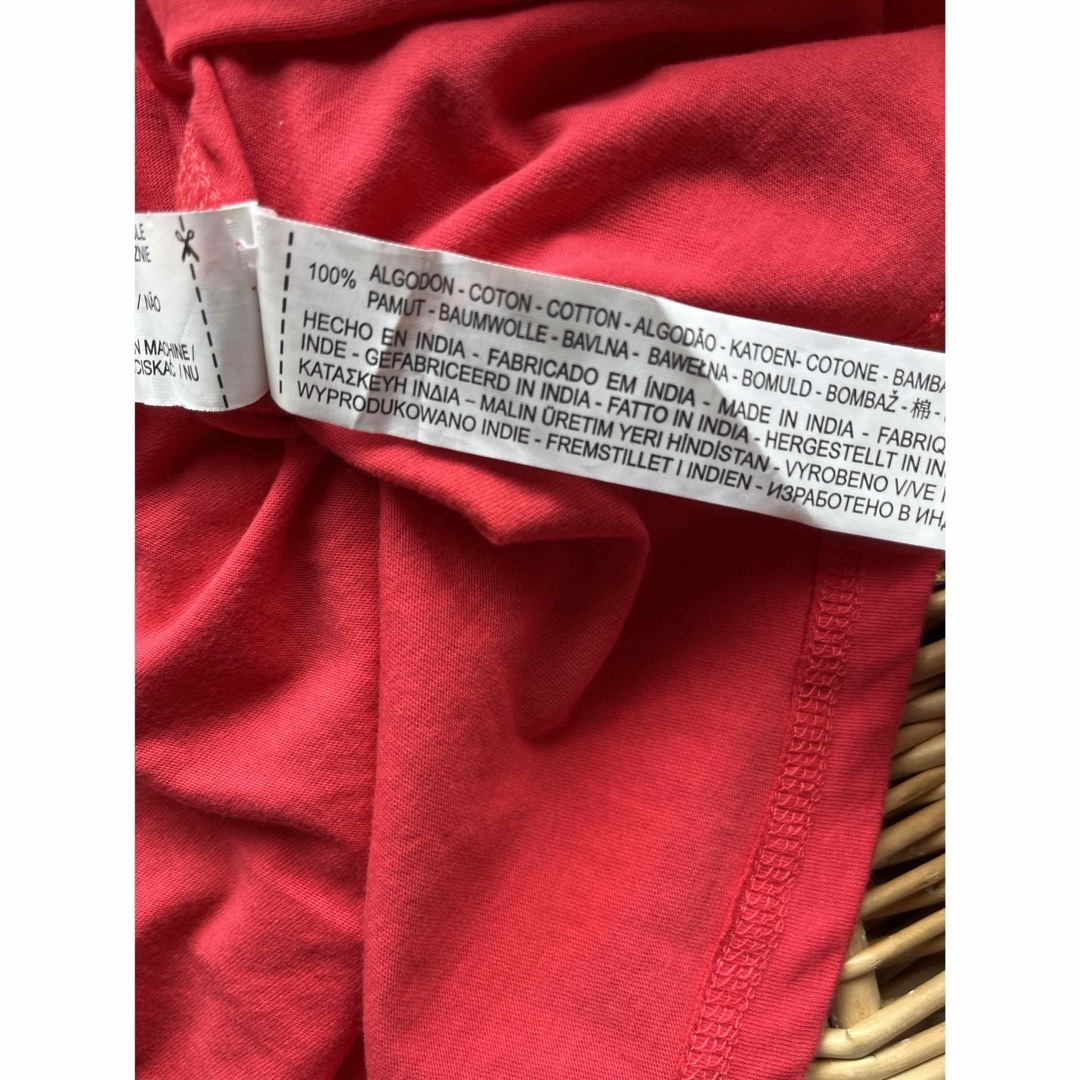 ZNIE
/ NÃO
N MACHINE /
CISKAĆ / NU
100% ALGODON - COTON - COTTON - ALGODÃO - KATOEN- COTONE - BAMBA
PAMUT - BAUMWOLLE - BAVLNA - BAWEŁNA - BOMULD - BOMBAŽ - 棉 -
HECHO EN INDIA - FABRICADO EM ÍNDIA - MADE IN INDIA - FABRIQ
INDE - GEFABRICEERD IN INDIA - FATTO IN INDIA - HERGESTELLT IN IN
ΚΑΤΑΣΚΕΥΗ ΙΝΔΙΑ – MALIN ÜRETIM YERI HİNDİSTAN - VYROBENO V/VE
WYPRODUKOWANO INDIE - FREMSTILLET I INDIEN - ИЗРАБОТЕНО В ИНД